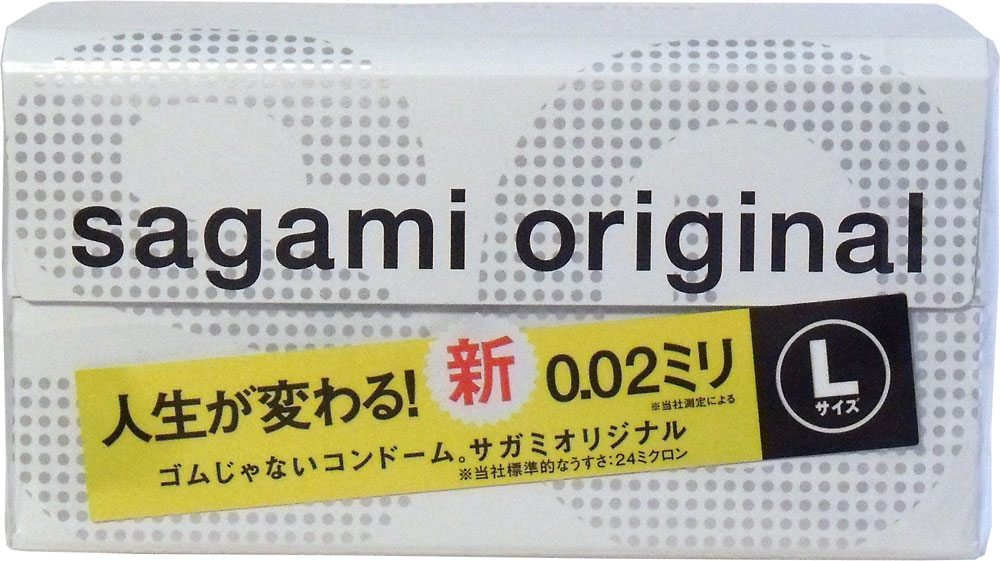 sagami original
人生が変わる!
新
0.02ミリ
※当社測定による
ゴムじゃないコンドーム。サガミオリジナル
※当社標準的なうすさ:24ミクロン
L
サイズ